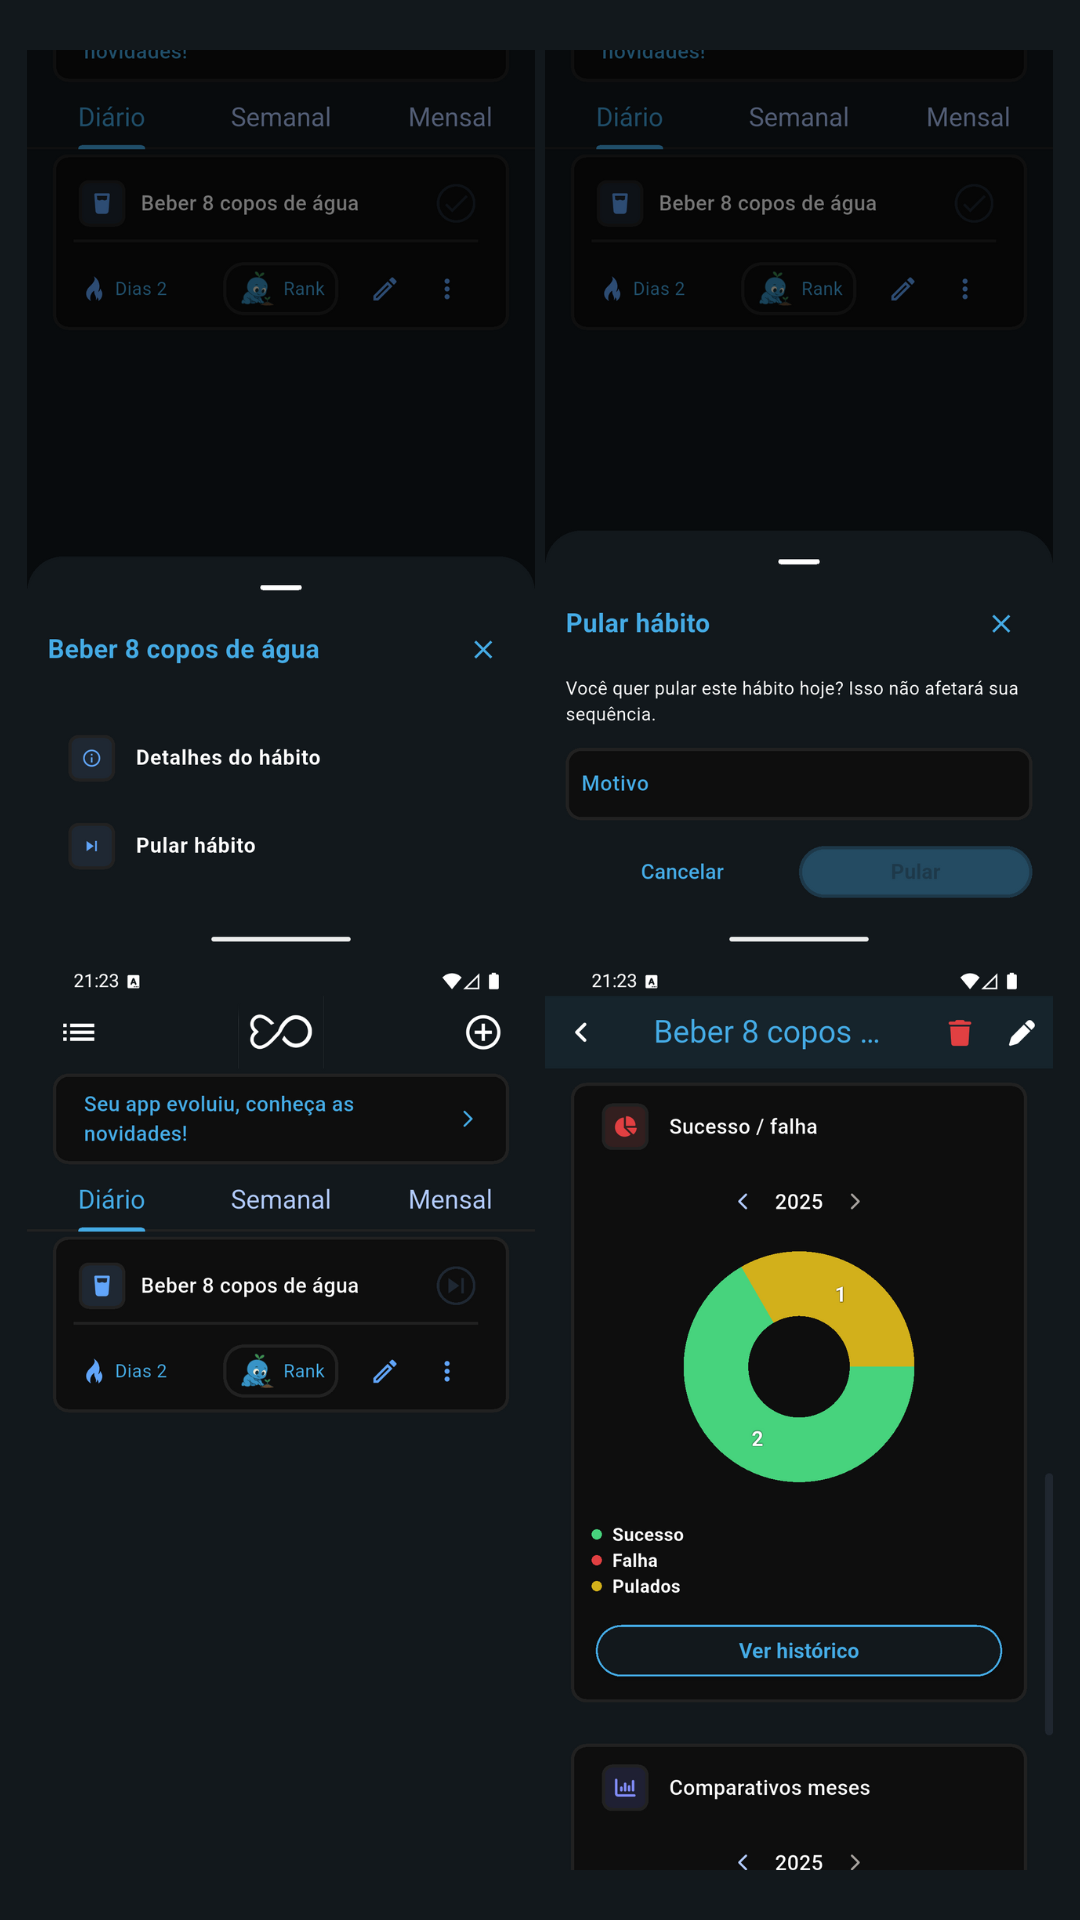 novidades!
Diário Semanal Mensal
Beber 8 copos de água
Dias 2 Rank
Beber 8 copos de água
Detalhes do hábito
Pular hábito
novidades!
Diário Semanal Mensal
Beber 8 copos de água
Dias 2 Rank
Pular hábito
Você quer pular este hábito hoje? Isso não afetará sua
sequência.
Motivo
Cancelar Pular
21:23 A
Seu app evoluiu, conheça as
novidades!
Diário Semanal Mensal
Beber 8 copos de água
Dias 2 Rank
21:23 A
Beber 8 copos ...
Sucesso / falha
2025
1
2
Sucesso
Falha
Pulados
Ver histórico
Comparativos meses
2025